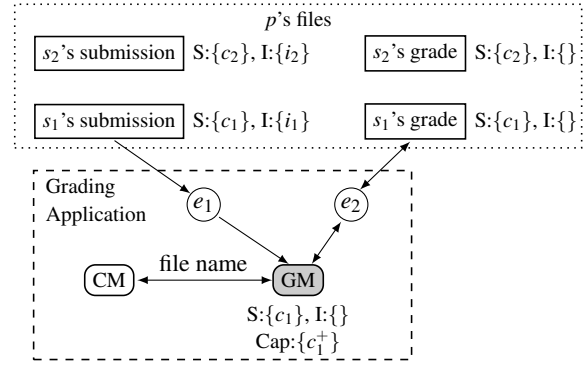 p's files
s₂'s submission S:{c₂}, I:{i₂} s₂'s grade S:{c₂}, I:{}
s₁'s submission S:{c₁}, I:{i₁} s₁'s grade S:{c₁}, I:{}
Grading
Application
e₁ e₂
file name
CM GM
S:{c₁}, I:{}
Cap:{c₁⁺}